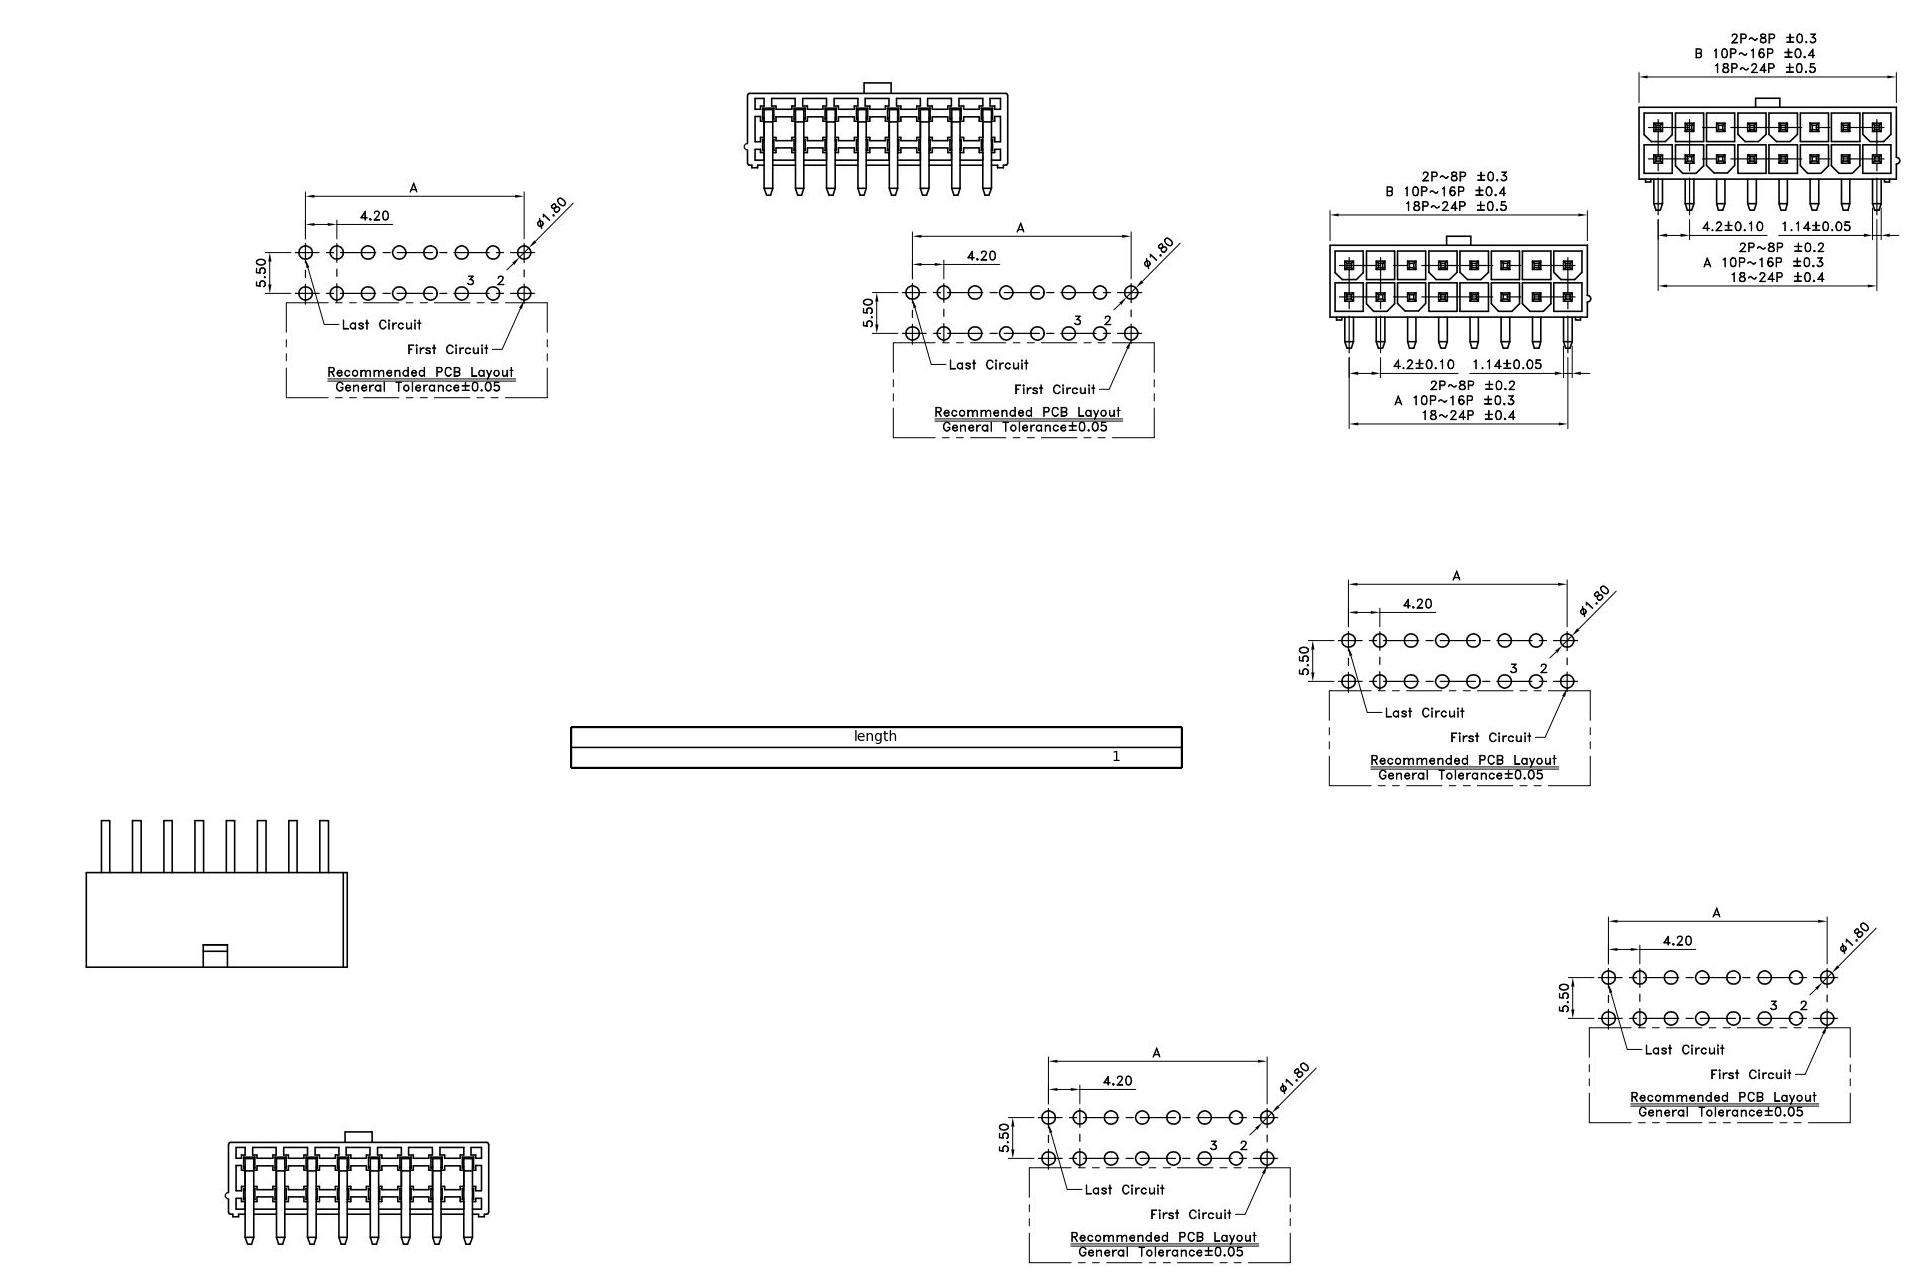 2P~8P ±0.3
B 10P~16P ±0.4
18P~24P ±0.5
4.2±0.10 1.14±0.05
2P~8P ±0.2
A 10P~16P ±0.3
18~24P ±0.4
2P~8P ±0.3
B 10P~16P ±0.4
18P~24P ±0.5
4.2±0.10 1.14±0.05
2P~8P ±0.2
A 10P~16P ±0.3
18~24P ±0.4
A
4.20
ø1.80
5.50
3 2
Last Circuit
First Circuit
Recommended PCB Layout
General Tolerance±0.05
A
4.20
ø1.80
5.50
3 2
Last Circuit
First Circuit
Recommended PCB Layout
General Tolerance±0.05
A
4.20
ø1.80
5.50
3 2
Last Circuit
First Circuit
Recommended PCB Layout
General Tolerance±0.05
length
1
A
4.20
ø1.80
5.50
3 2
Last Circuit
First Circuit
Recommended PCB Layout
General Tolerance±0.05
A
4.20
ø1.80
5.50
3 2
Last Circuit
First Circuit
Recommended PCB Layout
General Tolerance±0.05